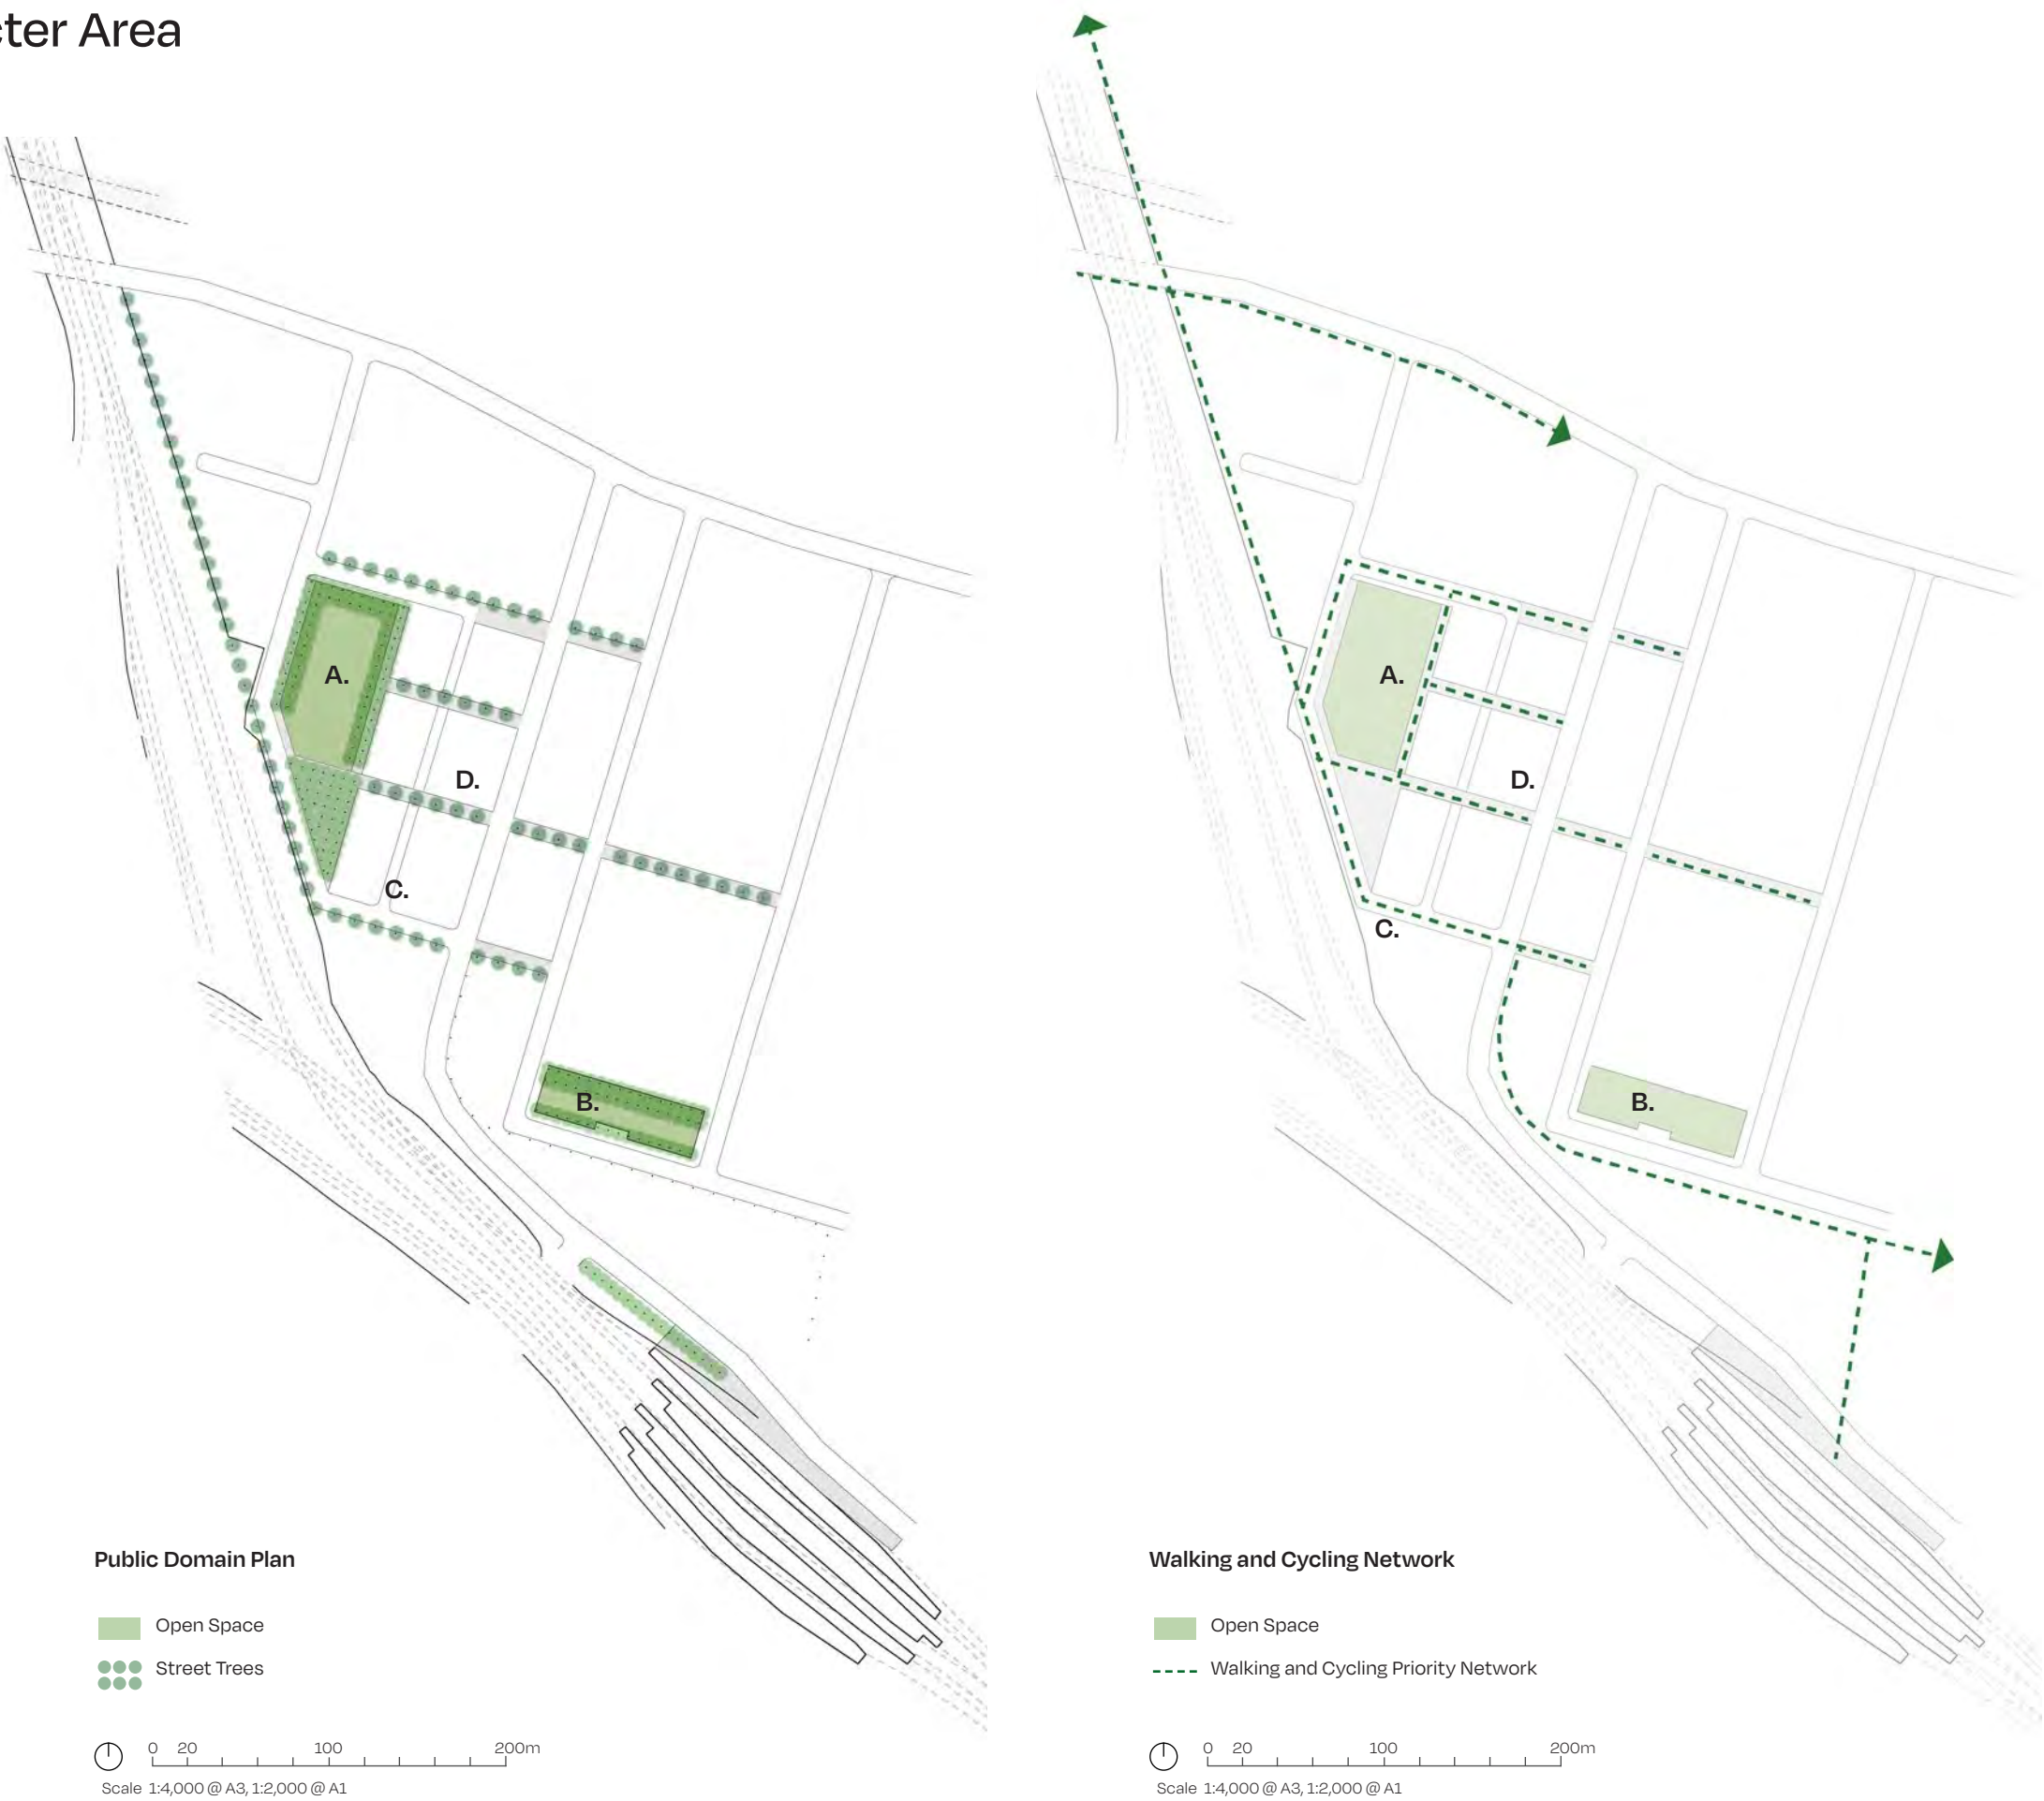 ter Area
A.
D.
C.
B.
Public Domain Plan
Open Space
Street Trees
0 20 100 200m
Scale 1:4,000 @ A3, 1:2,000 @ A1
A.
D.
C.
B.
Walking and Cycling Network
Open Space
Walking and Cycling Priority Network
0 20 100 200m
Scale 1:4,000 @ A3, 1:2,000 @ A1